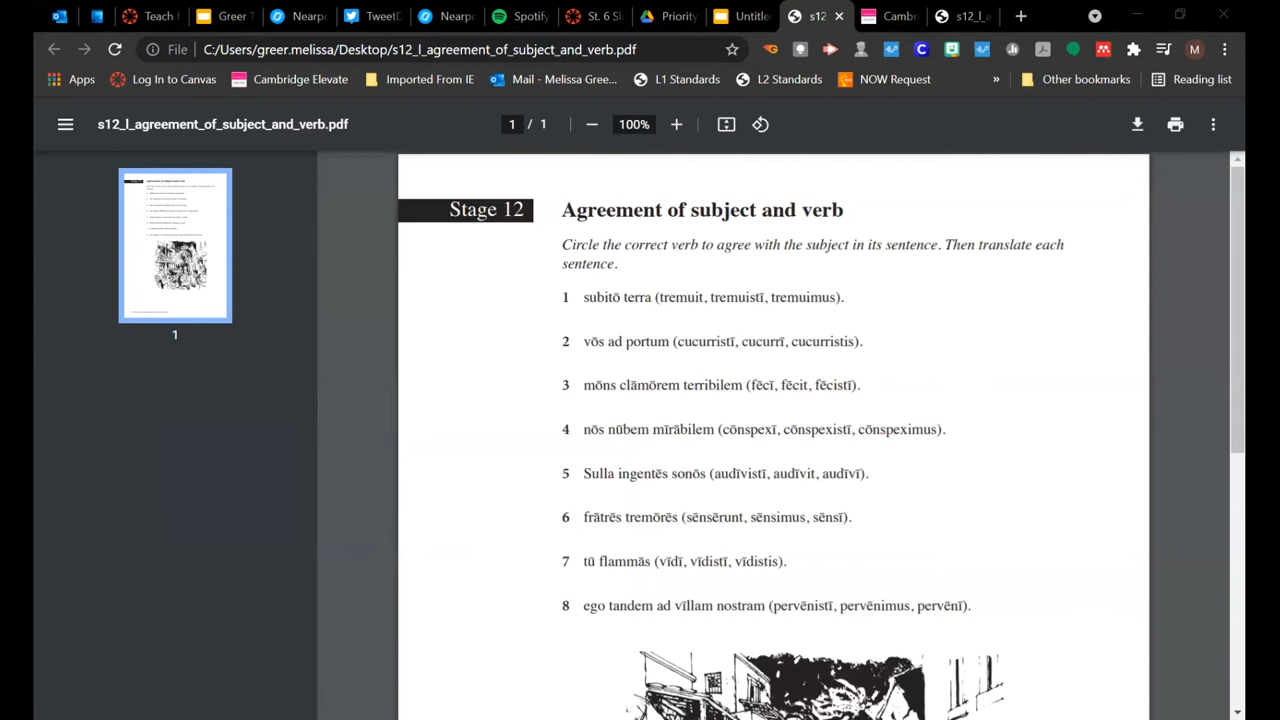 Teach
Greer T
Nearpo
TweetD
Nearpo
Spotify
St. 6 Sl
Priority
Untitle
s12
Camb
s12_l_a
File C:/Users/greer.melissa/Desktop/s12_l_agreement_of_subject_and_verb.pdf
M
Apps Log In to Canvas Cambridge Elevate Imported From IE Mail - Melissa Gree... L1 Standards L2 Standards NOW Request » Other bookmarks Reading list
s12_l_agreement_of_subject_and_verb.pdf 1 / 1 100%
1
Stage 12 Agreement of subject and verb
Circle the correct verb to agree with the subject in its sentence. Then translate each
sentence.
1 subitō terra (tremuit, tremuistī, tremuimus).
2 vōs ad portum (cucurristī, cucurrī, cucurristis).
3 mōns clāmōrem terribilem (fēcī, fēcit, fēcistī).
4 nōs nūbem mīrābilem (cōnspexī, cōnspexistī, cōnspeximus).
5 Sulla ingentēs sonōs (audīvistī, audīvit, audīvī).
6 frātrēs tremōrēs (sēnsērunt, sēnsimus, sēnsī).
7 tū flammās (vīdī, vīdistī, vīdistis).
8 ego tandem ad vīllam nostram (pervēnistī, pervēnimus, pervēnī).